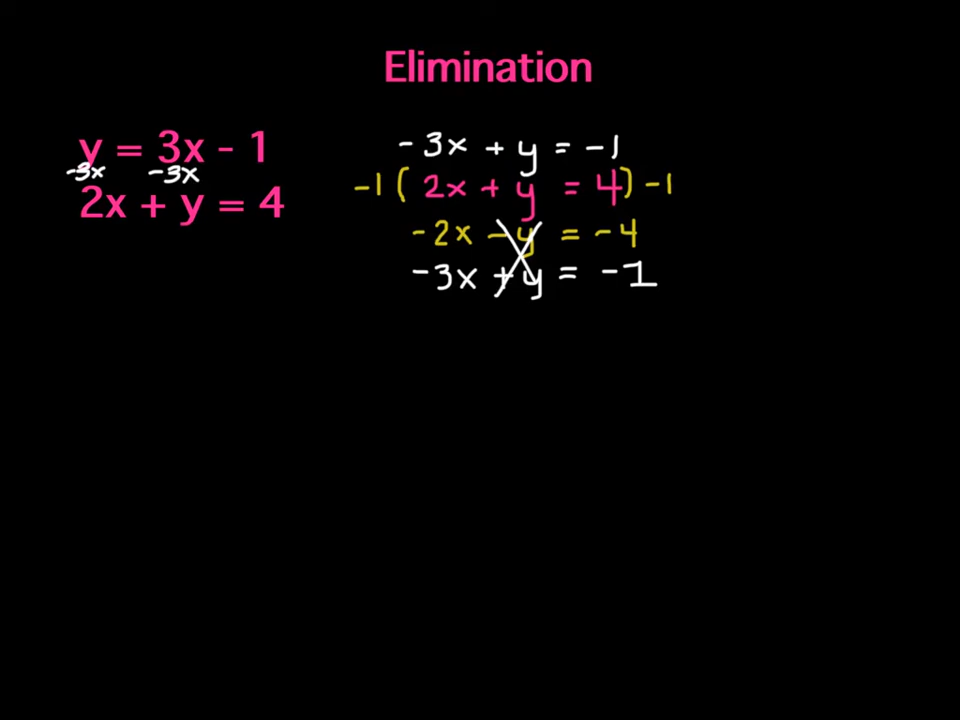 Elimination
y = 3x - 1
-3x -3x
2x + y = 4
-3x + y = -1
-1 ( 2x + y = 4 ) -1
-2x - y = -4
-3x + y = -1